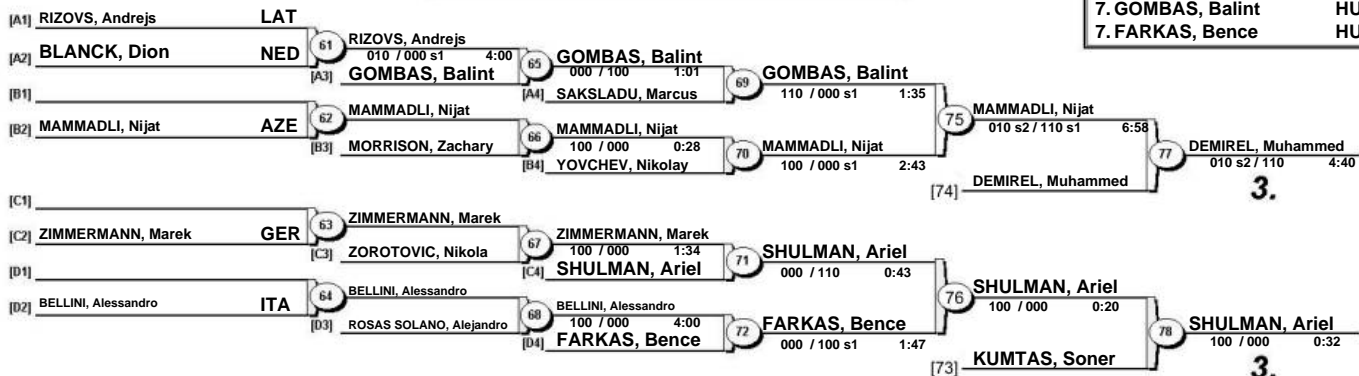 7. GOMBAS, Balint HU
7. FARKAS, Bence HU
[A1] RIZOVS, Andrejs LAT
[A2] BLANCK, Dion NED
61
RIZOVS, Andrejs
010 / 000 s1 4:00
[A3] GOMBAS, Balint
65
GOMBAS, Balint
000 / 100 1:01
[A4] SAKSLADU, Marcus
69
GOMBAS, Balint
110 / 000 s1 1:35
[B1]
[B2] MAMMADLI, Nijat AZE
62
MAMMADLI, Nijat
[B3] MORRISON, Zachary
66
MAMMADLI, Nijat
100 / 000 0:28
[B4] YOVCHEV, Nikolay
70
MAMMADLI, Nijat
100 / 000 s1 2:43
75
MAMMADLI, Nijat
010 s2 / 110 s1 6:58
[74] DEMIREL, Muhammed
77
DEMIREL, Muhammed
010 s2 / 110 4:40
3.
[C1]
[C2] ZIMMERMANN, Marek GER
63
ZIMMERMANN, Marek
[C3] ZOROTOVIC, Nikola
67
ZIMMERMANN, Marek
100 / 000 1:34
[C4] SHULMAN, Ariel
71
SHULMAN, Ariel
000 / 110 0:43
[D1]
[D2] BELLINI, Alessandro ITA
64
BELLINI, Alessandro
[D3] ROSAS SOLANO, Alejandro
68
BELLINI, Alessandro
100 / 000 4:00
[D4] FARKAS, Bence
72
FARKAS, Bence
000 / 100 s1 1:47
76
SHULMAN, Ariel
100 / 000 0:20
[73] KUMTAS, Soner
78
SHULMAN, Ariel
100 / 000 0:32
3.